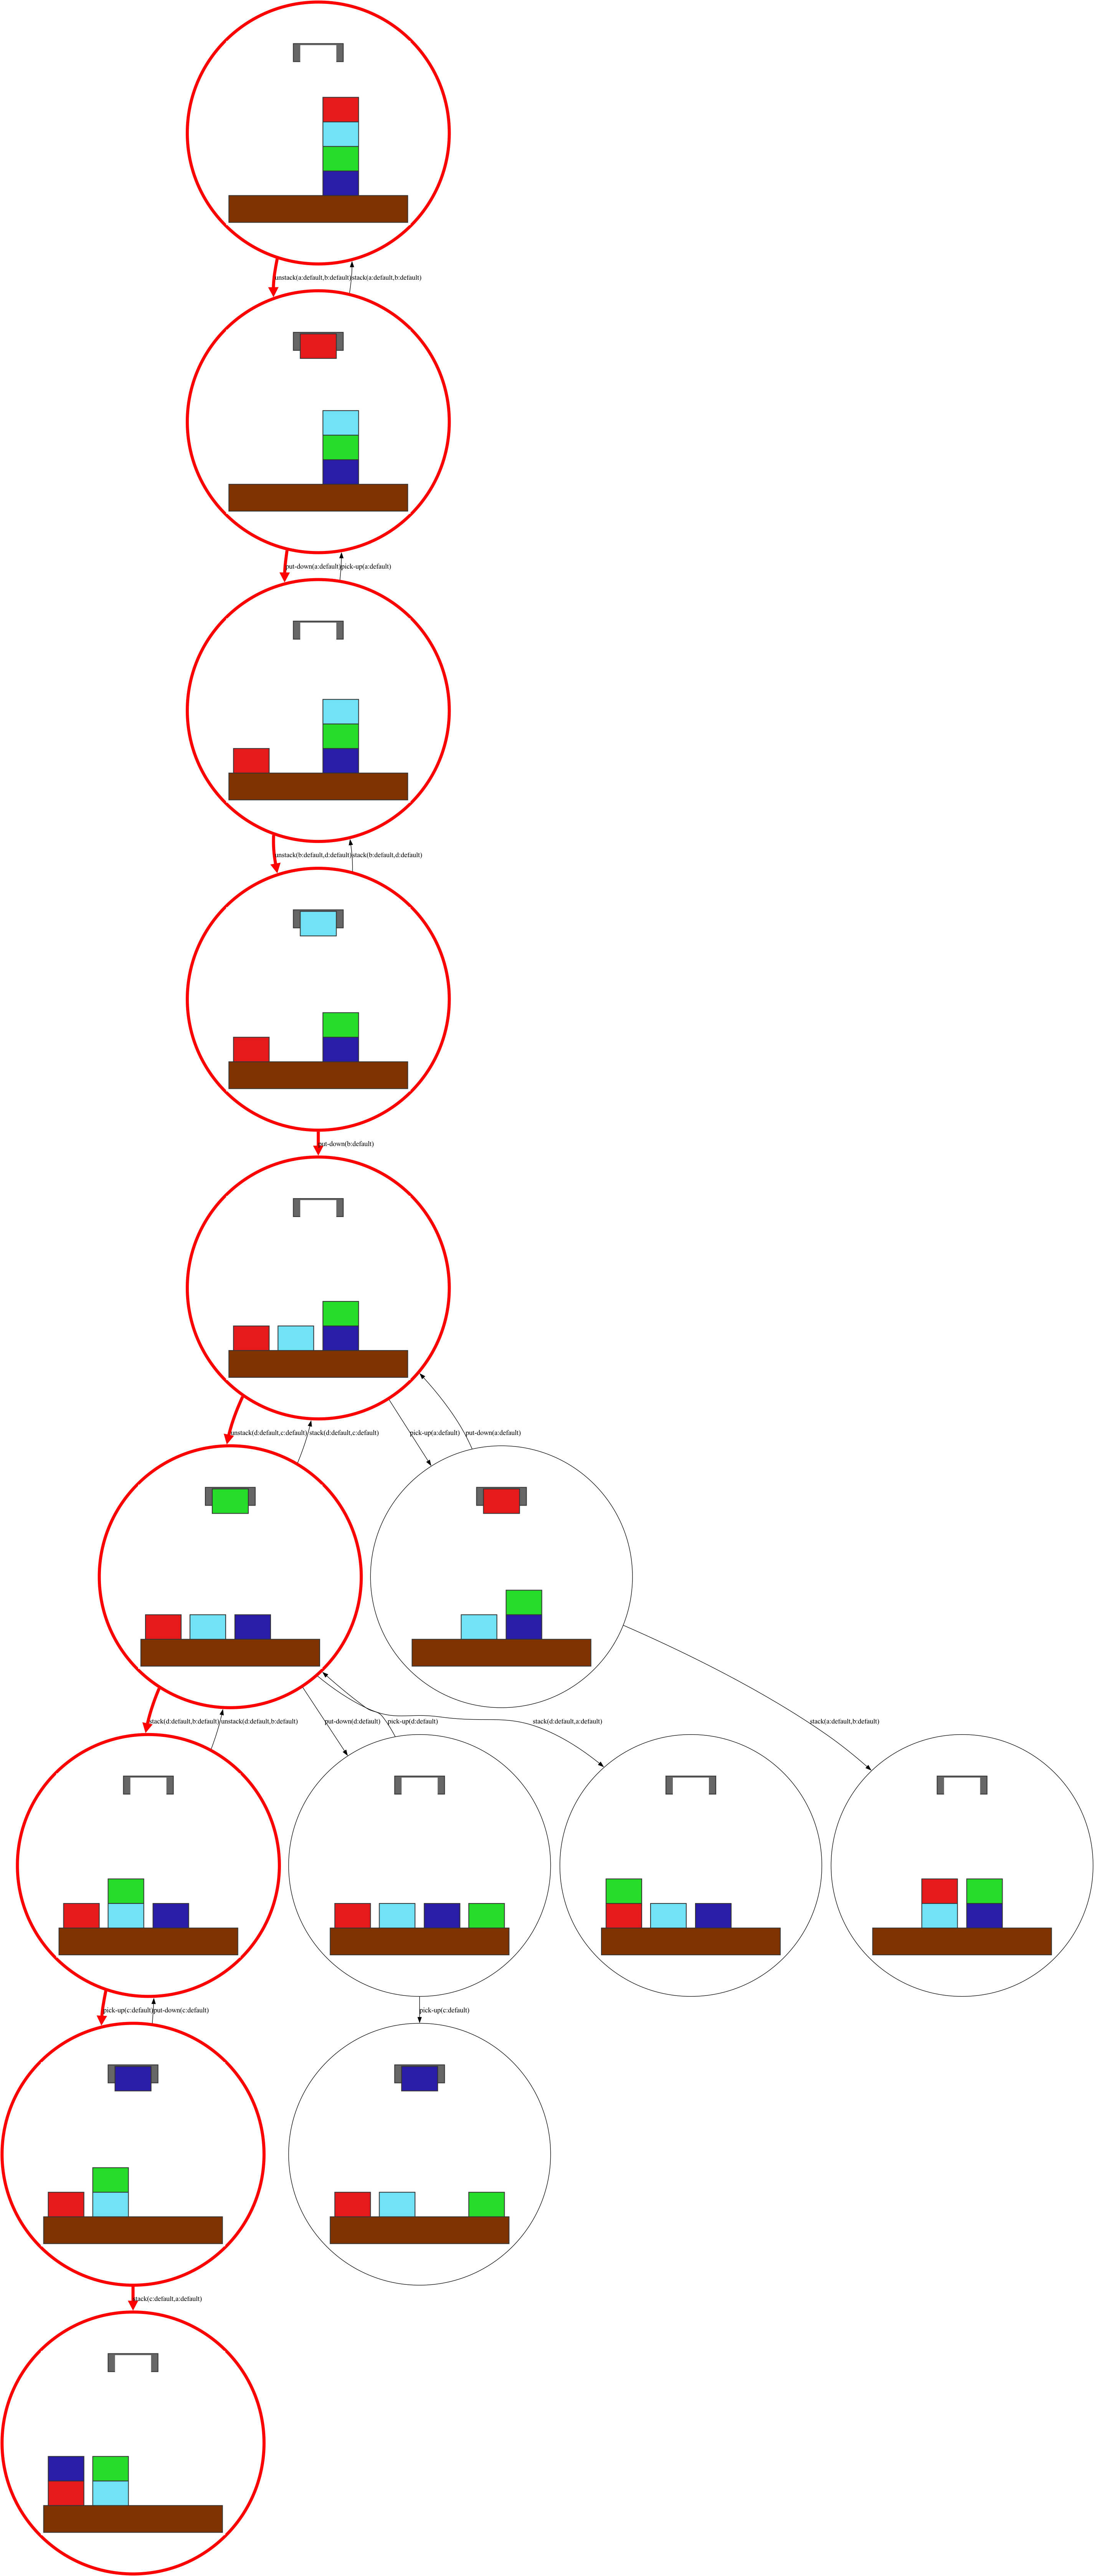 unstack(a:default,b:default) stack(a:default,b:default)
put-down(a:default) pick-up(a:default)
unstack(b:default,d:default) stack(b:default,d:default)
put-down(b:default)
unstack(d:default,c:default) stack(d:default,c:default) pick-up(a:default) put-down(a:default)
stack(d:default,b:default) unstack(d:default,b:default) put-down(d:default) pick-up(d:default) stack(d:default,a:default) stack(a:default,b:default)
pick-up(c:default) put-down(c:default) pick-up(c:default)
stack(c:default,a:default)